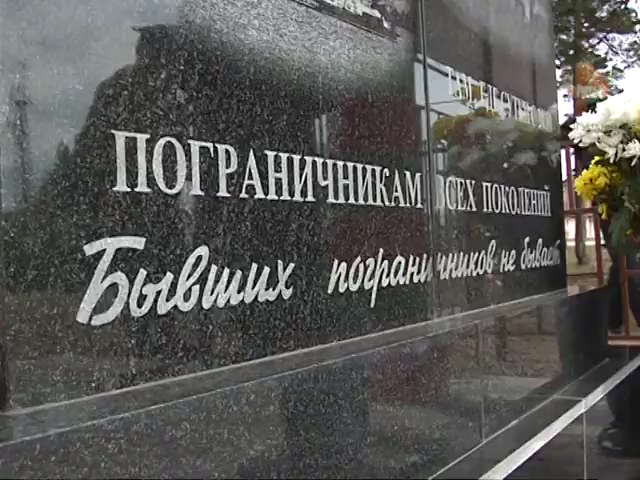 ПОГРАНИЧНИКАМ ВСЕХ ПОКОЛЕНИЙ
Бывших пограничников не бывает